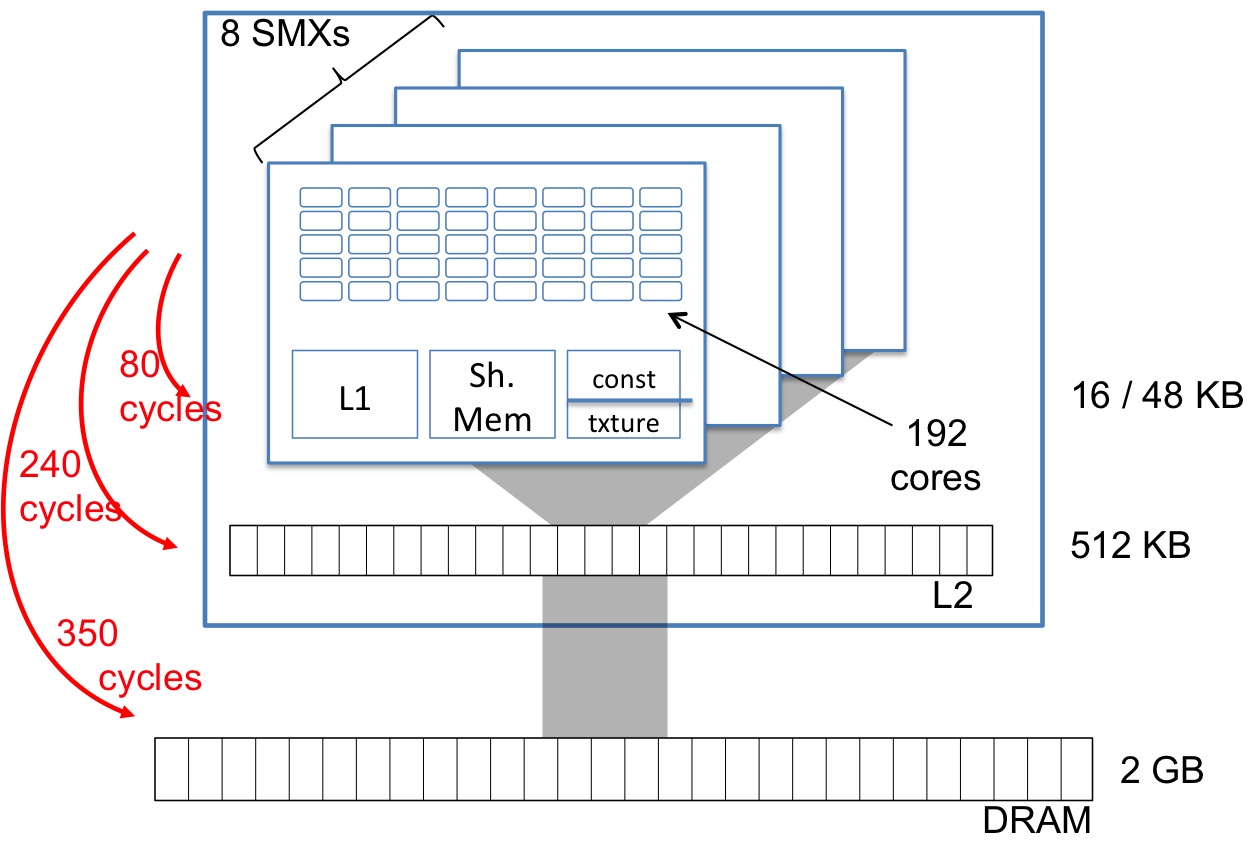 8 SMXs
80
cycles
L1
Sh.
Mem
const
txture
16 / 48 KB
192
cores
240
cycles
512 KB
L2
350
cycles
2 GB
DRAM